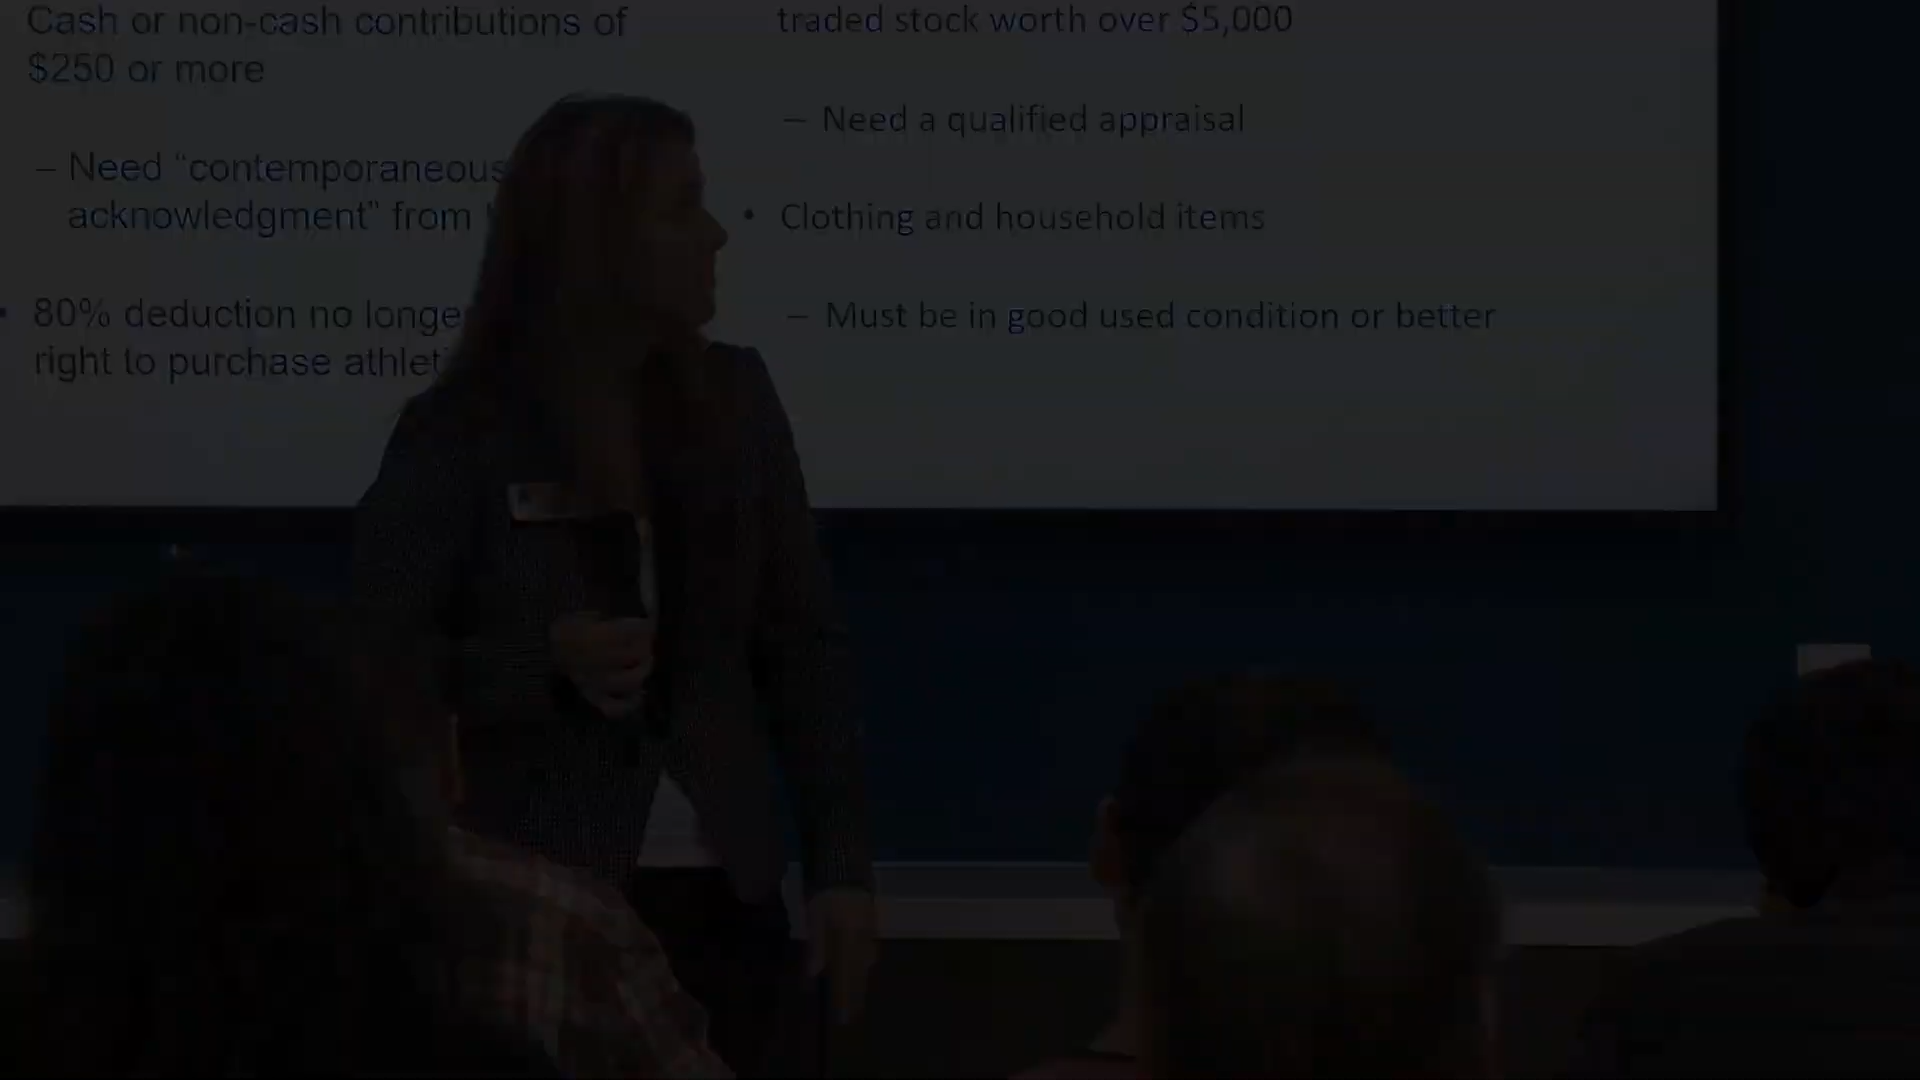 Cash or non-cash contributions of
$250 or more
– Need “contemporaneous
acknowledgment” from
• 80% deduction no longe
right to purchase athleti
traded stock worth over $5,000
– Need a qualified appraisal
• Clothing and household items
– Must be in good used condition or better